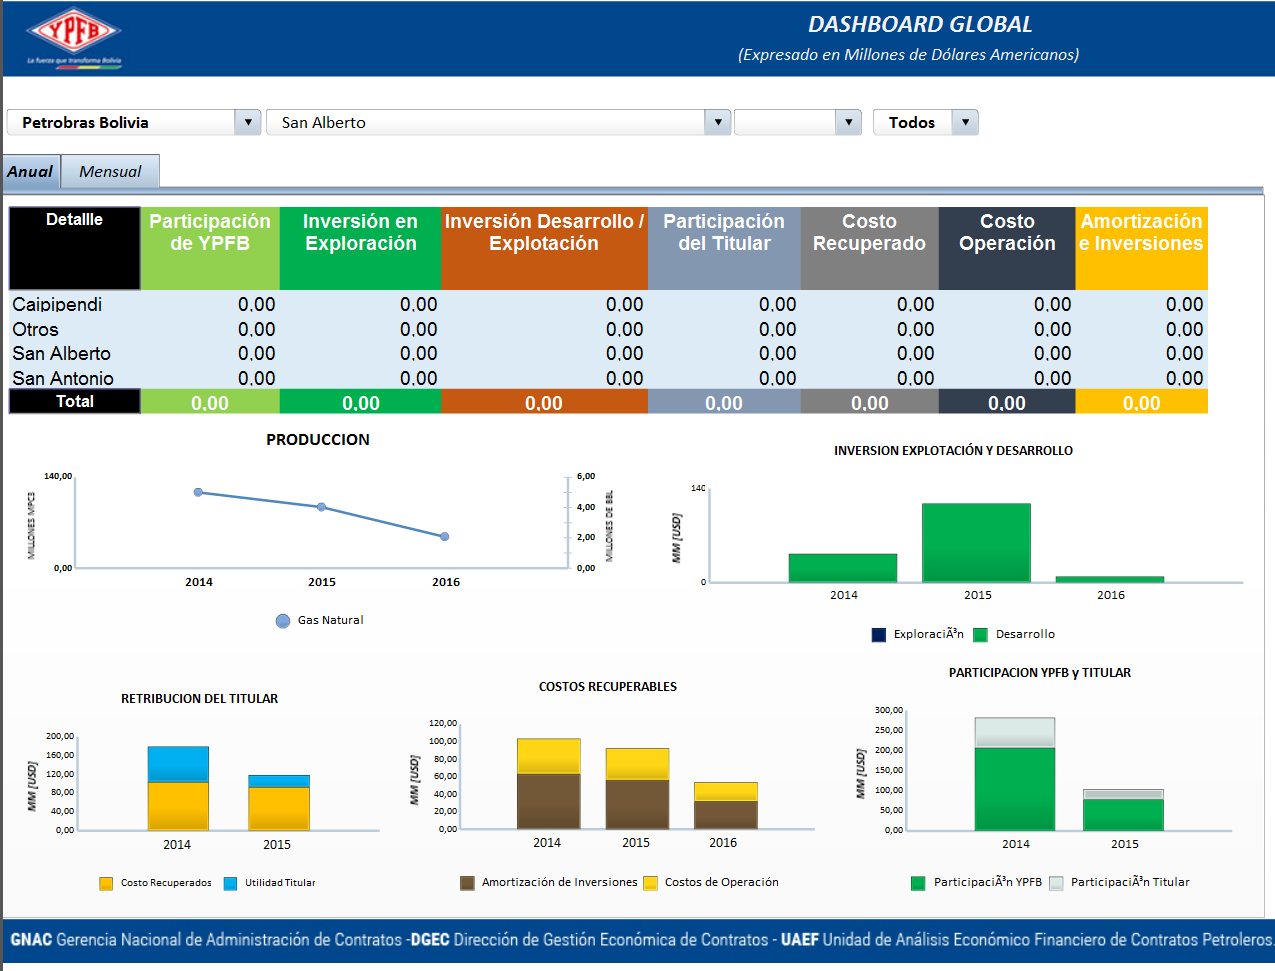 YPFB
La fuerza que transforma Bolivia
DASHBOARD GLOBAL
(Expresado en Millones de Dólares Americanos)
Petrobras Bolivia
San Alberto
Todos
Anual
Mensual
Detallle
Participación
de YPFB
Inversión en
Exploración
Inversión Desarrollo /
Explotación
Participación
del Titular
Costo
Recuperado
Costo
Operación
Amortización
e Inversiones
Caipipendi 0,00 0,00 0,00 0,00 0,00 0,00 0,00
Otros 0,00 0,00 0,00 0,00 0,00 0,00 0,00
San Alberto 0,00 0,00 0,00 0,00 0,00 0,00 0,00
San Antonio 0,00 0,00 0,00 0,00 0,00 0,00 0,00
Total 0,00 0,00 0,00 0,00 0,00 0,00 0,00
PRODUCCION
MILLONES MPC3
140,00
0,00
6,00
4,00
2,00
0,00
MILLONES DE BBL
2014 2015 2016
Gas Natural
INVERSION EXPLOTACIÓN Y DESARROLLO
MM [USD]
140
0
2014 2015 2016
ExploraciÃ³n Desarrollo
RETRIBUCION DEL TITULAR
MM [USD]
200,00
160,00
120,00
80,00
40,00
0,00
2014 2015
Costo Recuperados Utilidad Titular
COSTOS RECUPERABLES
MM [USD]
120,00
100,00
80,00
60,00
40,00
20,00
0,00
2014 2015 2016
Amortización de Inversiones Costos de Operación
PARTICIPACION YPFB y TITULAR
MM [USD]
300,00
250,00
200,00
150,00
100,00
50,00
0,00
2014 2015
ParticipaciÃ³n YPFB ParticipaciÃ³n Titular
GNAC Gerencia Nacional de Administración de Contratos -DGEC Dirección de Gestión Económica de Contratos - UAEF Unidad de Análisis Económico Financiero de Contratos Petroleros.